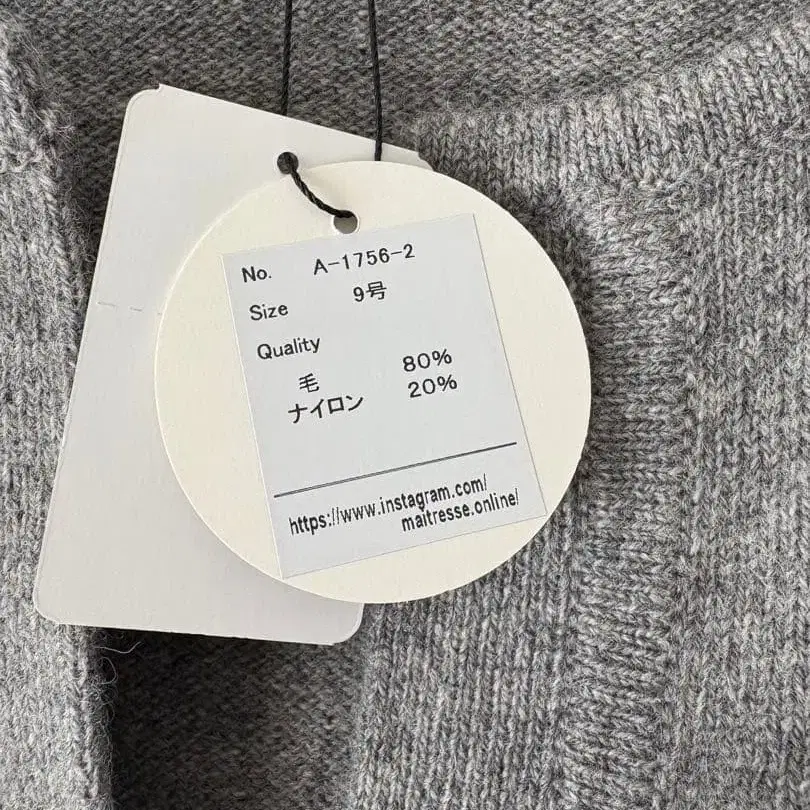 No. A-1756-2
Size 9号
Quality
毛 80%
ナイロン 20%
https://www.instagram.com/
maitresse.online/